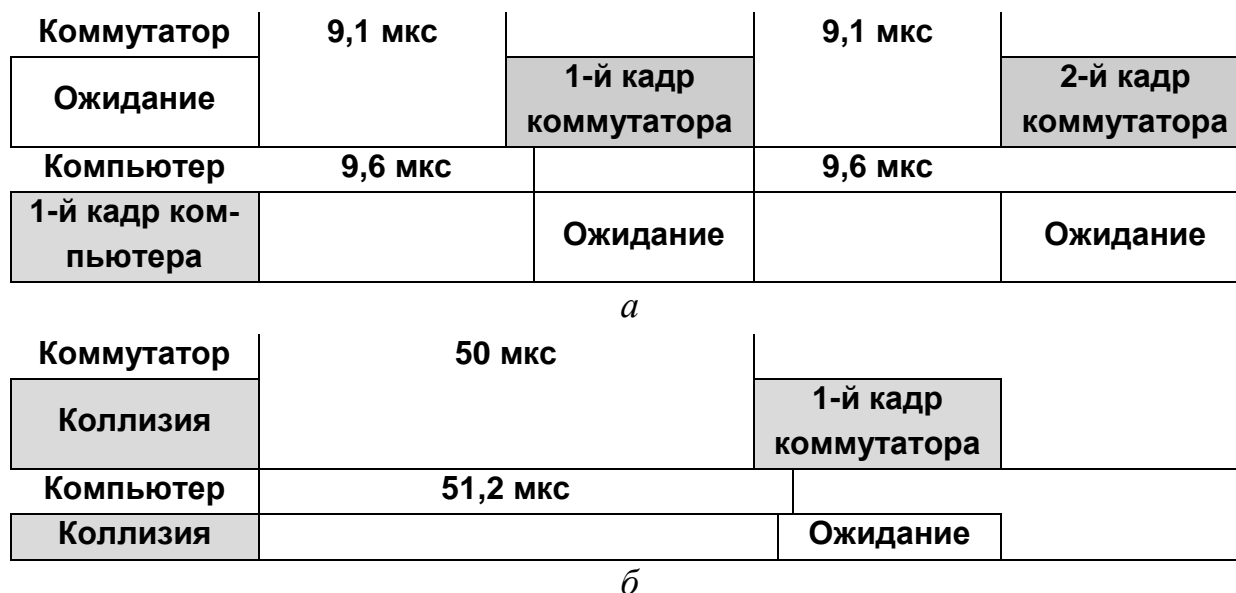 Коммутатор 9,1 мкс 9,1 мкс
Ожидание
1-й кадр
коммутатора
2-й кадр
коммутатора
Компьютер 9,6 мкс 9,6 мкс
1-й кадр ком-
пьютера
Ожидание
Ожидание
а
Коммутатор 50 мкс
Коллизия
1-й кадр
коммутатора
Компьютер 51,2 мкс
Коллизия Ожидание
б